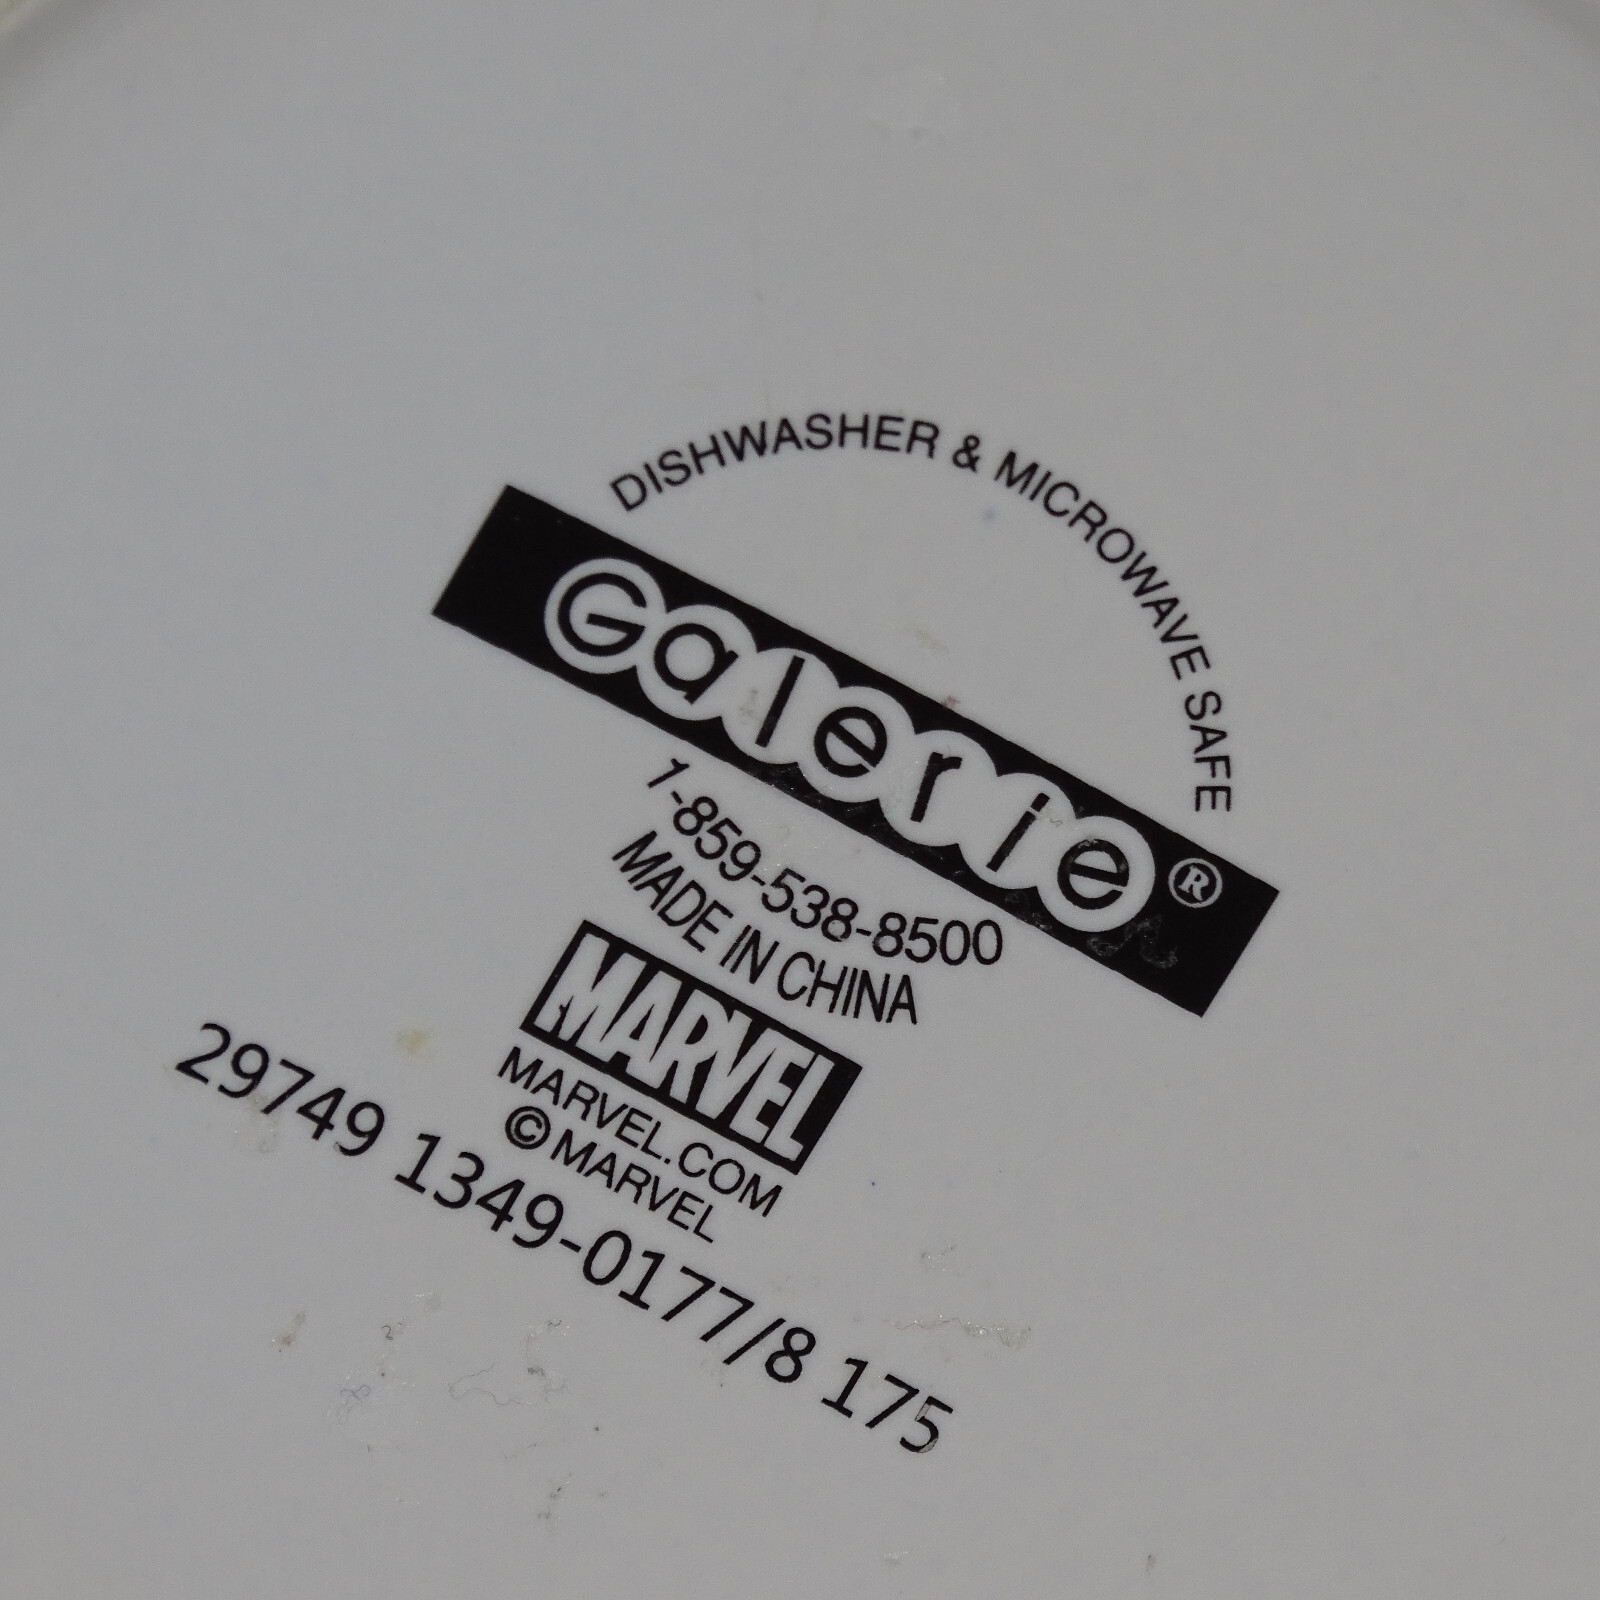 DISHWASHER & MICROWAVE SAFE
Galerie®
1-859-538-8500
MADE IN CHINA
MARVEL
MARVEL.COM
© MARVEL
29749 1349-0177/8 175